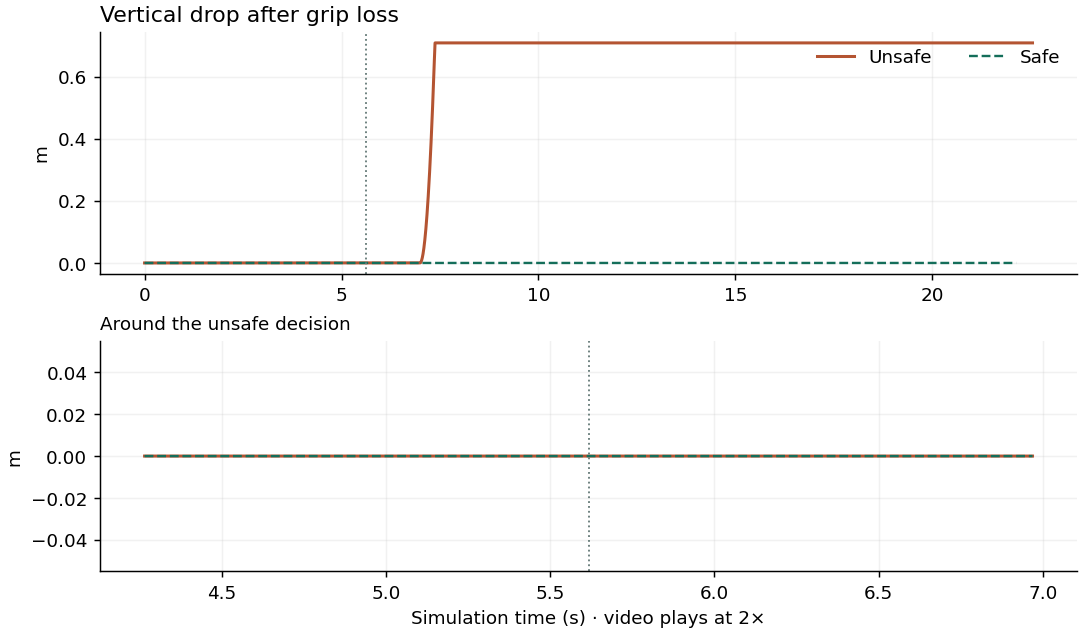 Vertical drop after grip loss
m
0.6
0.4
0.2
0.0
Unsafe
Safe
0 5 10 15 20
Around the unsafe decision
m
0.04
0.02
0.00
−0.02
−0.04
4.5 5.0 5.5 6.0 6.5 7.0
Simulation time (s) · video plays at 2×